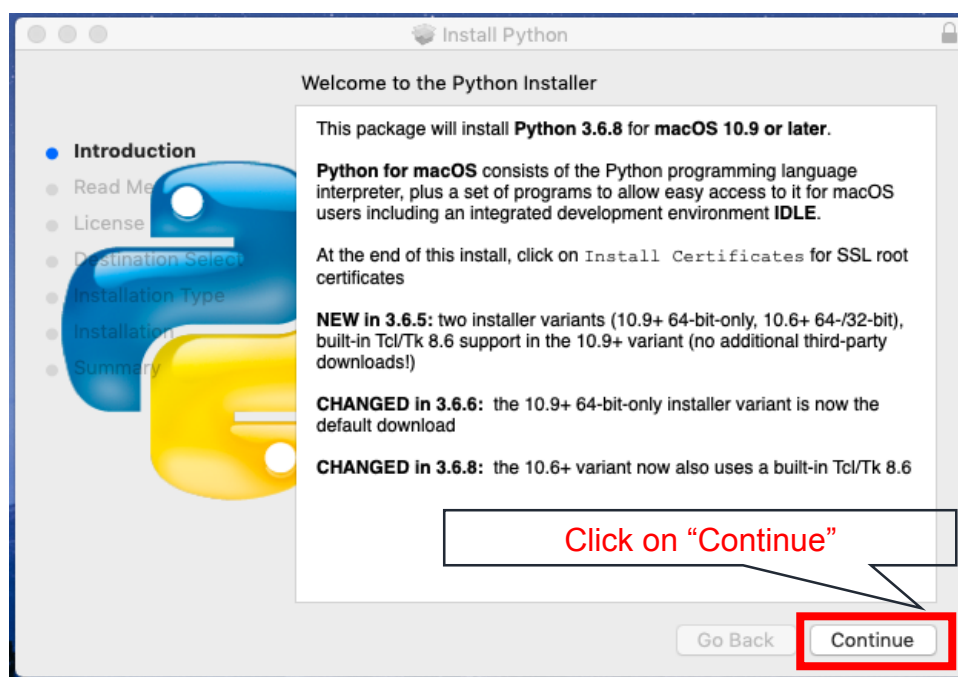 Install Python
Welcome to the Python Installer
Introduction
Read Me
License
Destination Select
Installation Type
Installation
Summary
This package will install Python 3.6.8 for macOS 10.9 or later.
Python for macOS consists of the Python programming language
interpreter, plus a set of programs to allow easy access to it for macOS
users including an integrated development environment IDLE.
At the end of this install, click on Install Certificates for SSL root
certificates
NEW in 3.6.5: two installer variants (10.9+ 64-bit-only, 10.6+ 64-/32-bit),
built-in Tcl/Tk 8.6 support in the 10.9+ variant (no additional third-party
downloads!)
CHANGED in 3.6.6: the 10.9+ 64-bit-only installer variant is now the
default download
CHANGED in 3.6.8: the 10.6+ variant now also uses a built-in Tcl/Tk 8.6
Click on “Continue”
Go Back
Continue